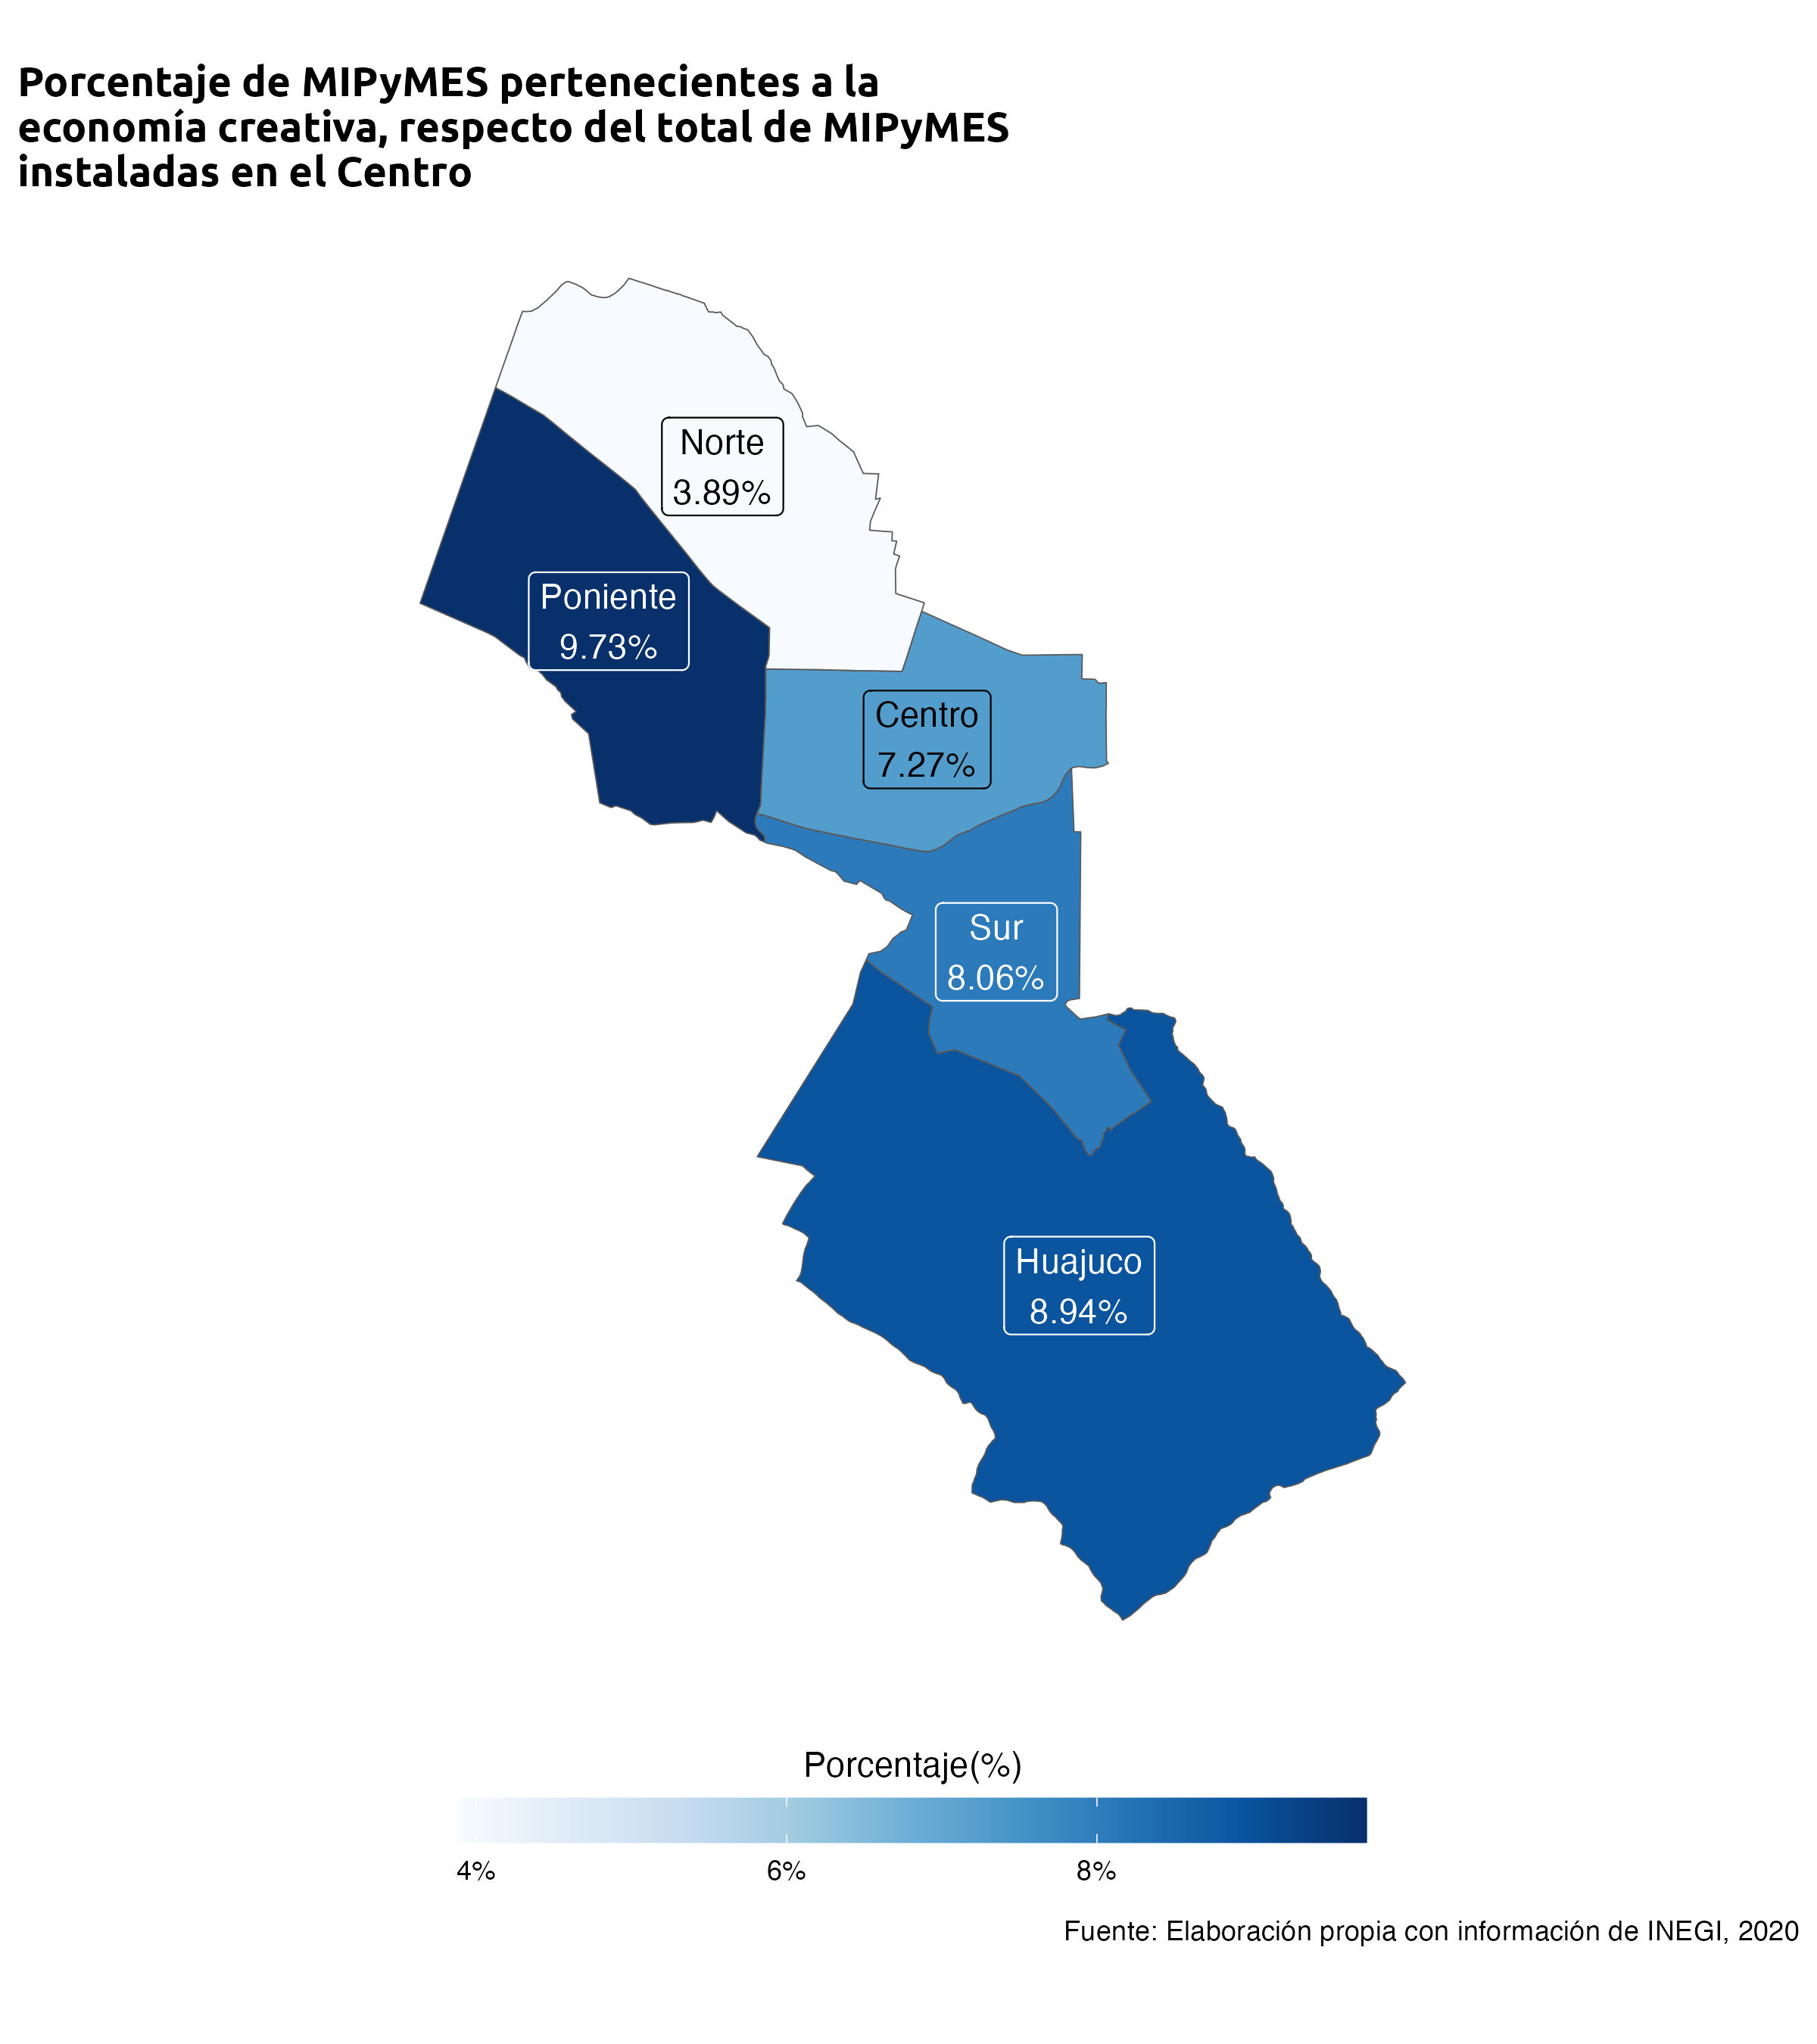 Porcentaje de MIPyMES pertenecientes a la
economía creativa, respecto del total de MIPyMES
instaladas en el Centro
Norte
3.89%
Poniente
9.73%
Centro
7.27%
Sur
8.06%
Huajuco
8.94%
Porcentaje(%)
4%
6%
8%
Fuente: Elaboración propia con información de INEGI, 2020